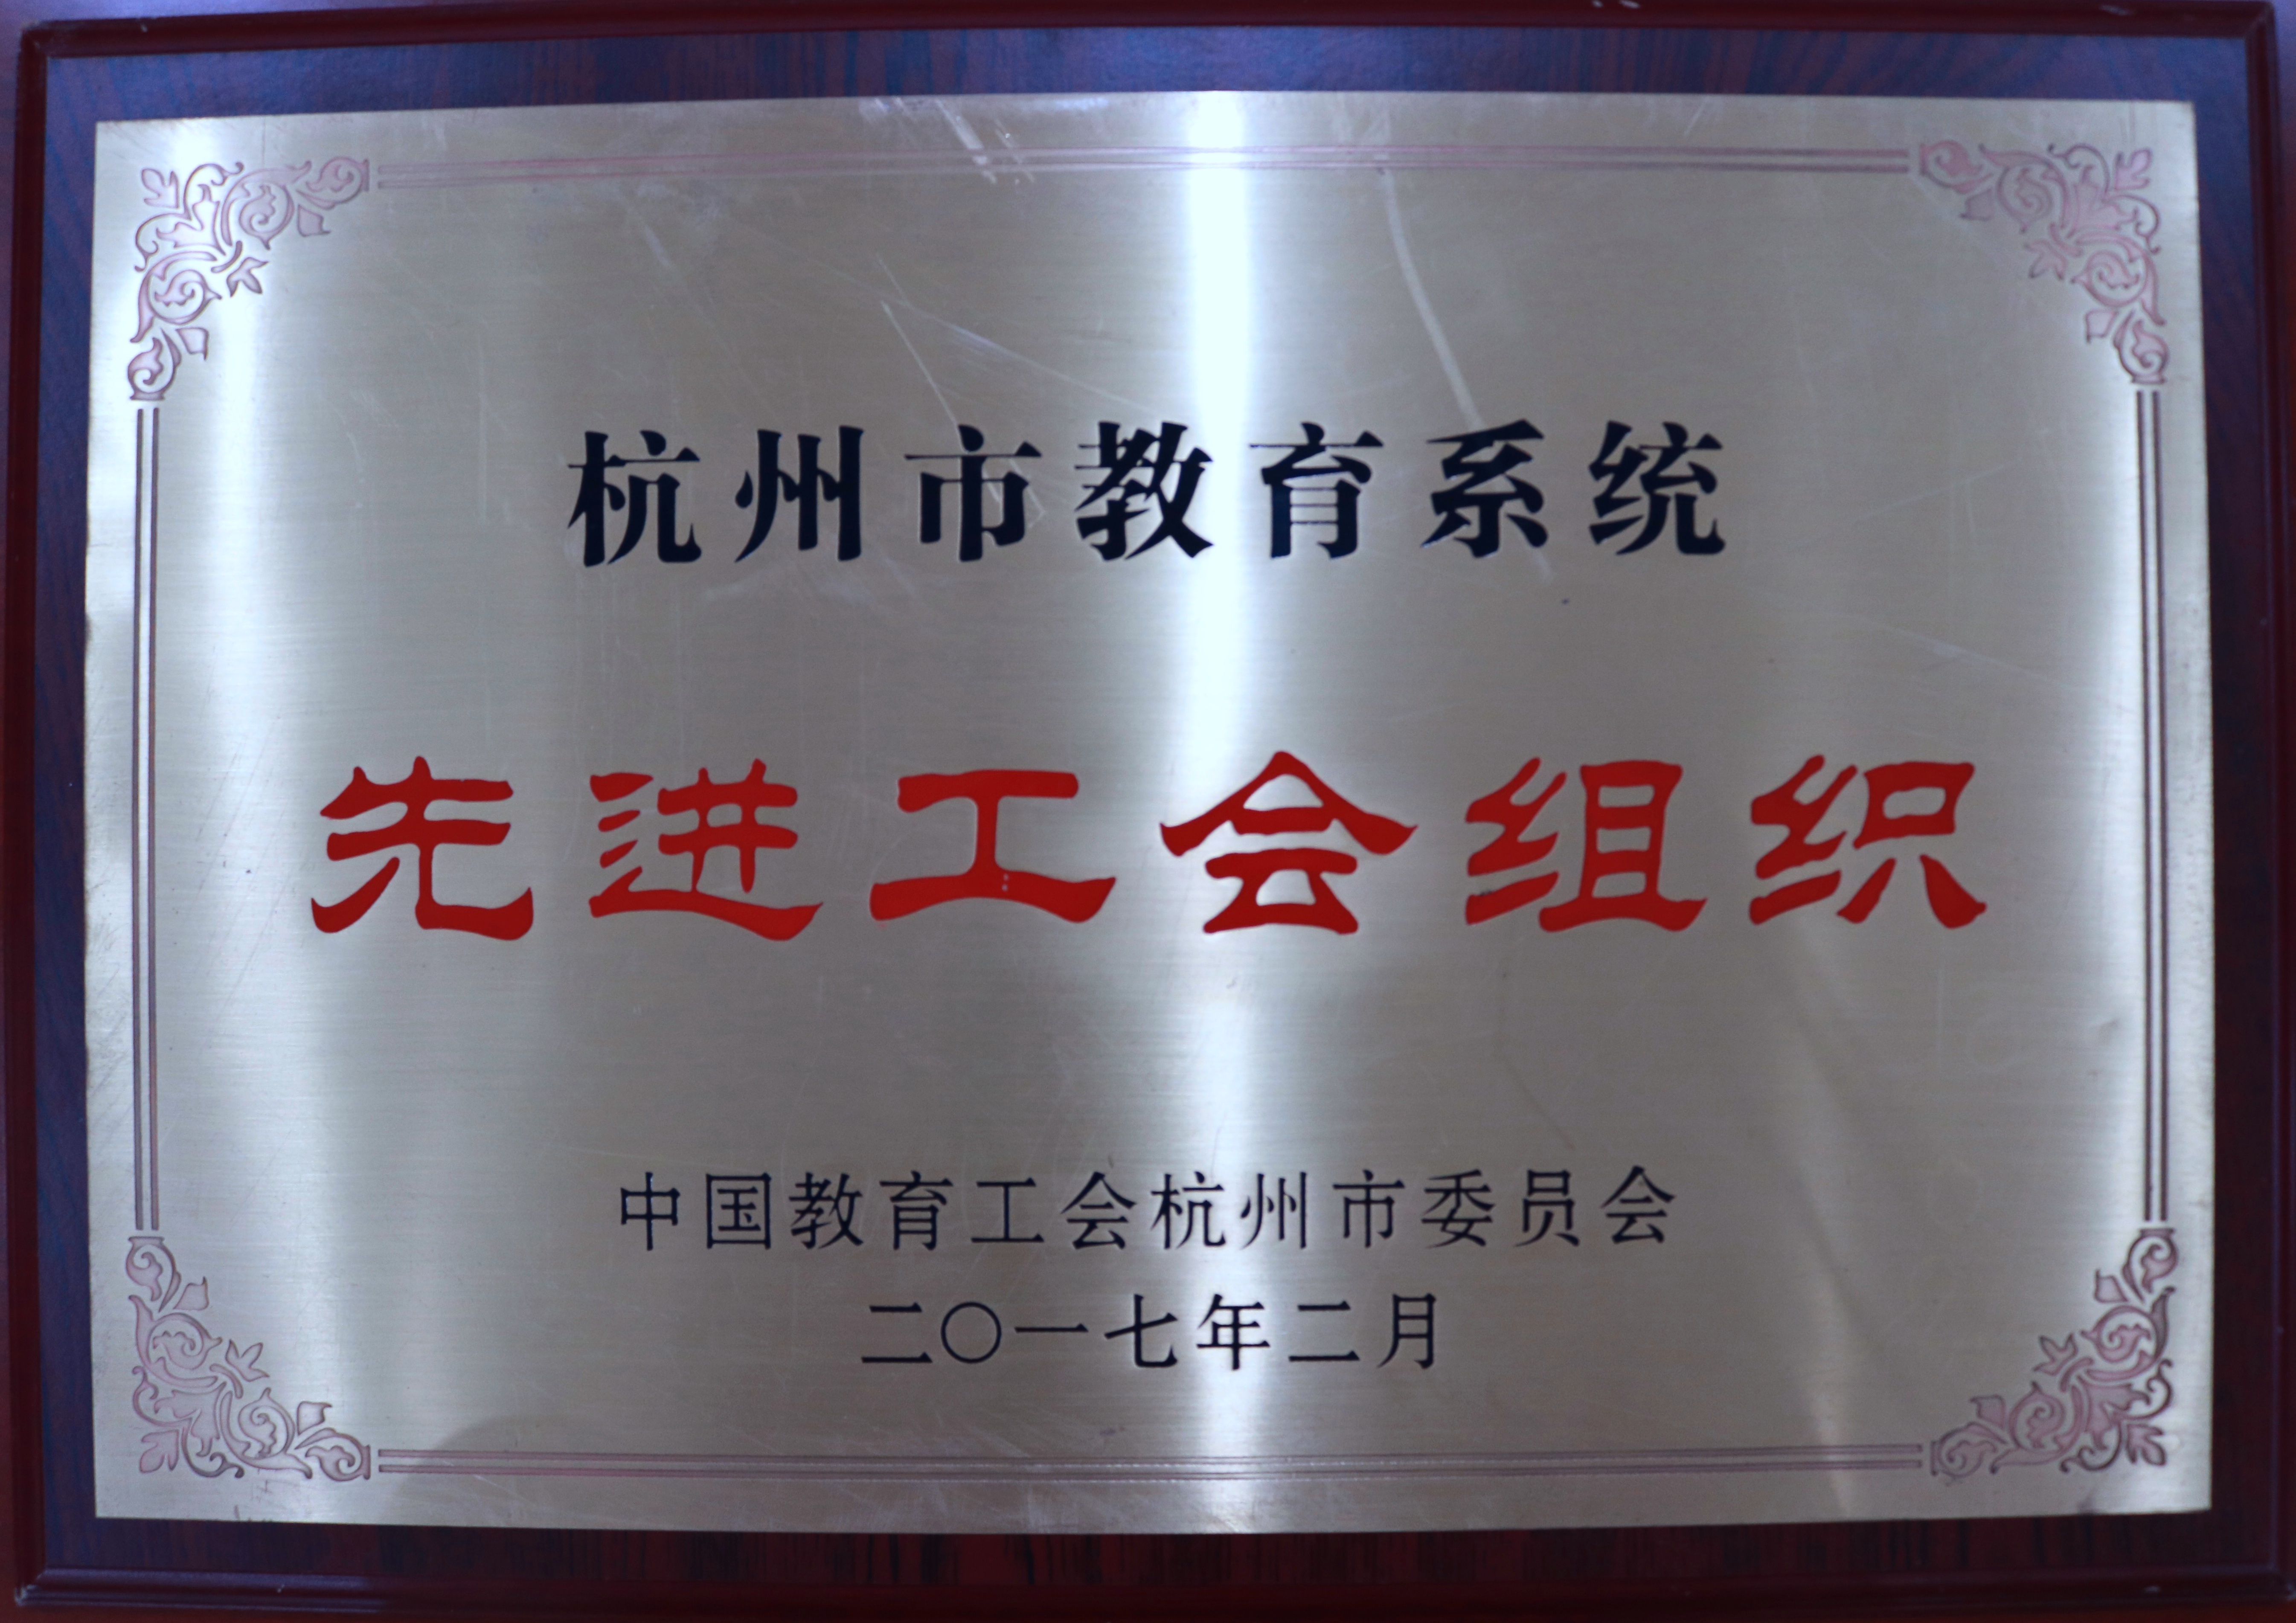 杭州市教育系统
先进工会组织
中国教育工会杭州市委员会
二〇一七年二月